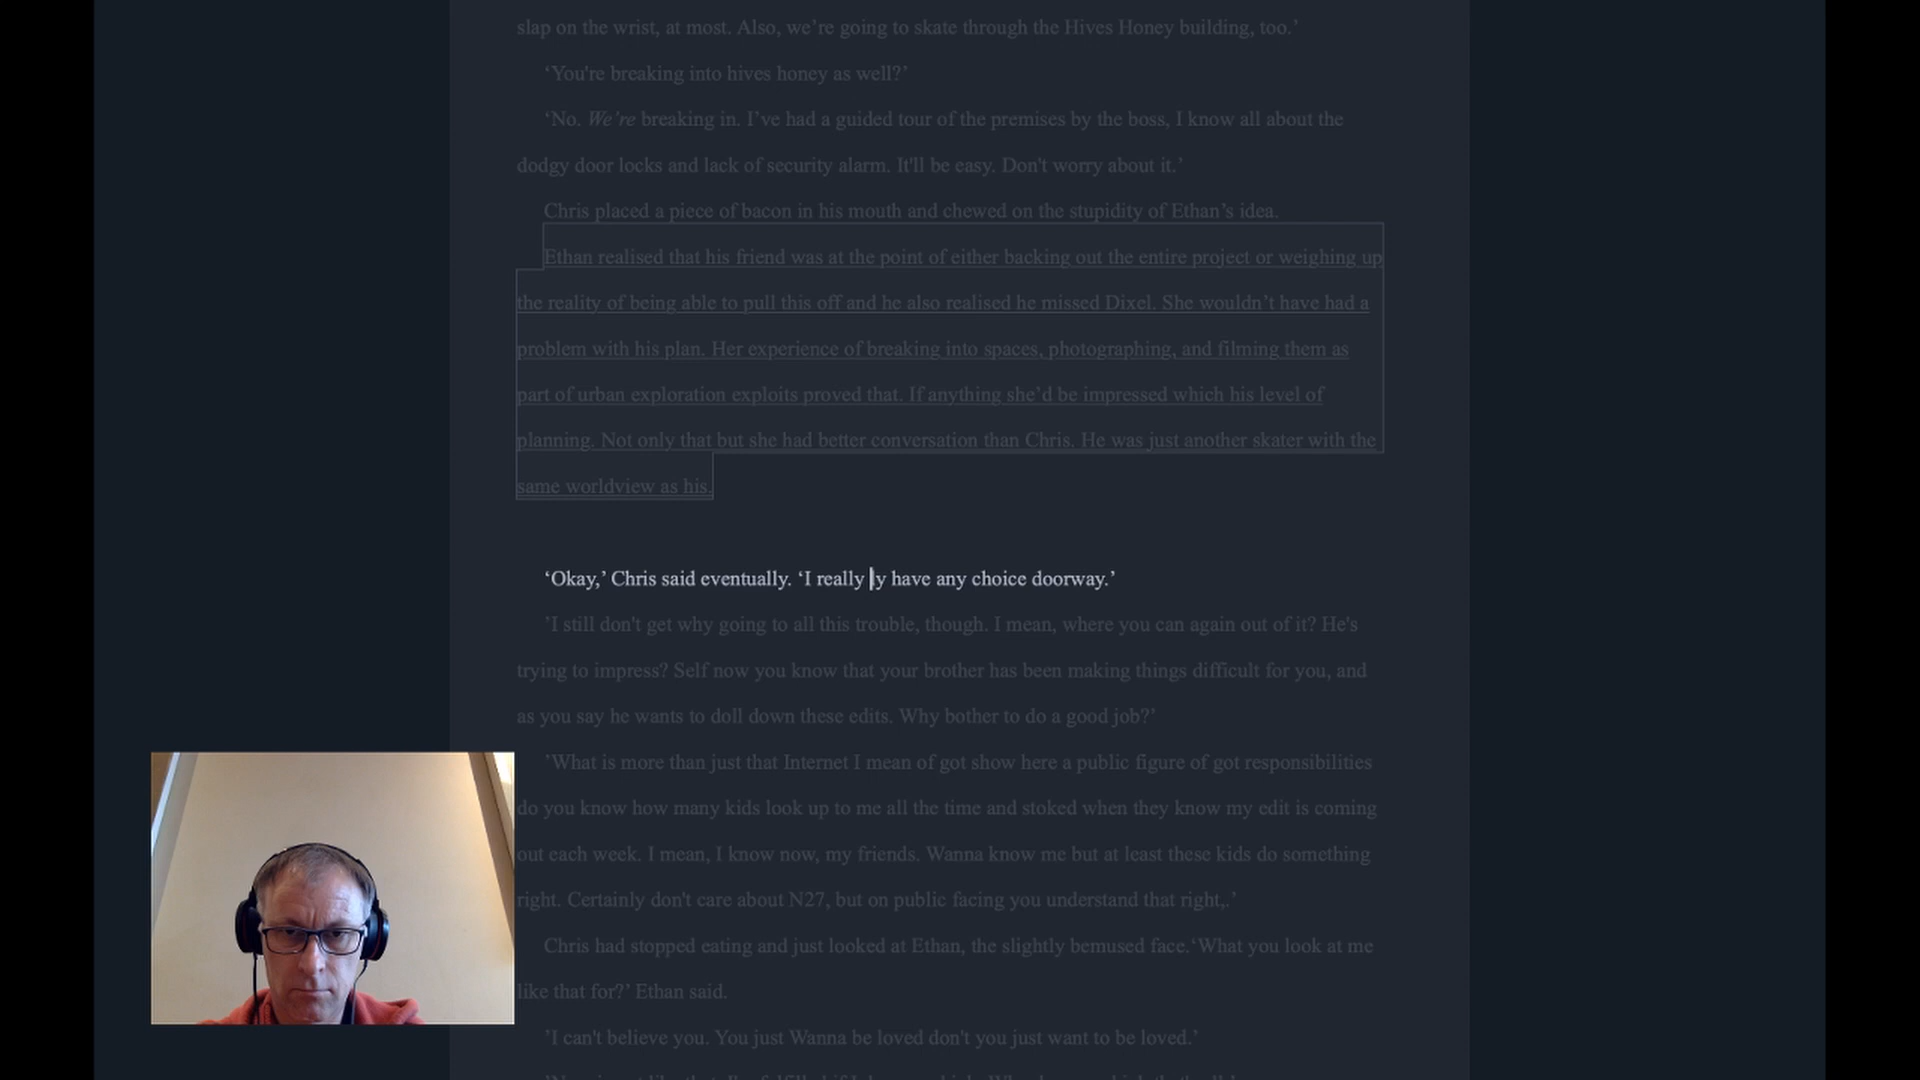 slap on the wrist, at most. Also, we’re going to skate through the Hives Honey building, too.’
‘You're breaking into hives honey as well?’
‘No. We’re breaking in. I’ve had a guided tour of the premises by the boss, I know all about the
dodgy door locks and lack of security alarm. It'll be easy. Don't worry about it.’
Chris placed a piece of bacon in his mouth and chewed on the stupidity of Ethan’s idea.
Ethan realised that his friend was at the point of either backing out the entire project or weighing up
the reality of being able to pull this off and he also realised he missed Dixel. She wouldn’t have had a
problem with his plan. Her experience of breaking into spaces, photographing, and filming them as
part of urban exploration exploits proved that. If anything she’d be impressed which his level of
planning. Not only that but she had better conversation than Chris. He was just another skater with the
same worldview as his.
‘Okay,’ Chris said eventually. ‘I really ly have any choice doorway.’
’I still don't get why going to all this trouble, though. I mean, where you can again out of it? He's
trying to impress? Self now you know that your brother has been making things difficult for you, and
as you say he wants to doll down these edits. Why bother to do a good job?’
’What is more than just that Internet I mean of got show here a public figure of got responsibilities
do you know how many kids look up to me all the time and stoked when they know my edit is coming
out each week. I mean, I know now, my friends. Wanna know me but at least these kids do something
right. Certainly don't care about N27, but on public facing you understand that right,.’
Chris had stopped eating and just looked at Ethan, the slightly bemused face.‘What you look at me
like that for?’ Ethan said.
’I can't believe you. You just Wanna be loved don't you just want to be loved.’